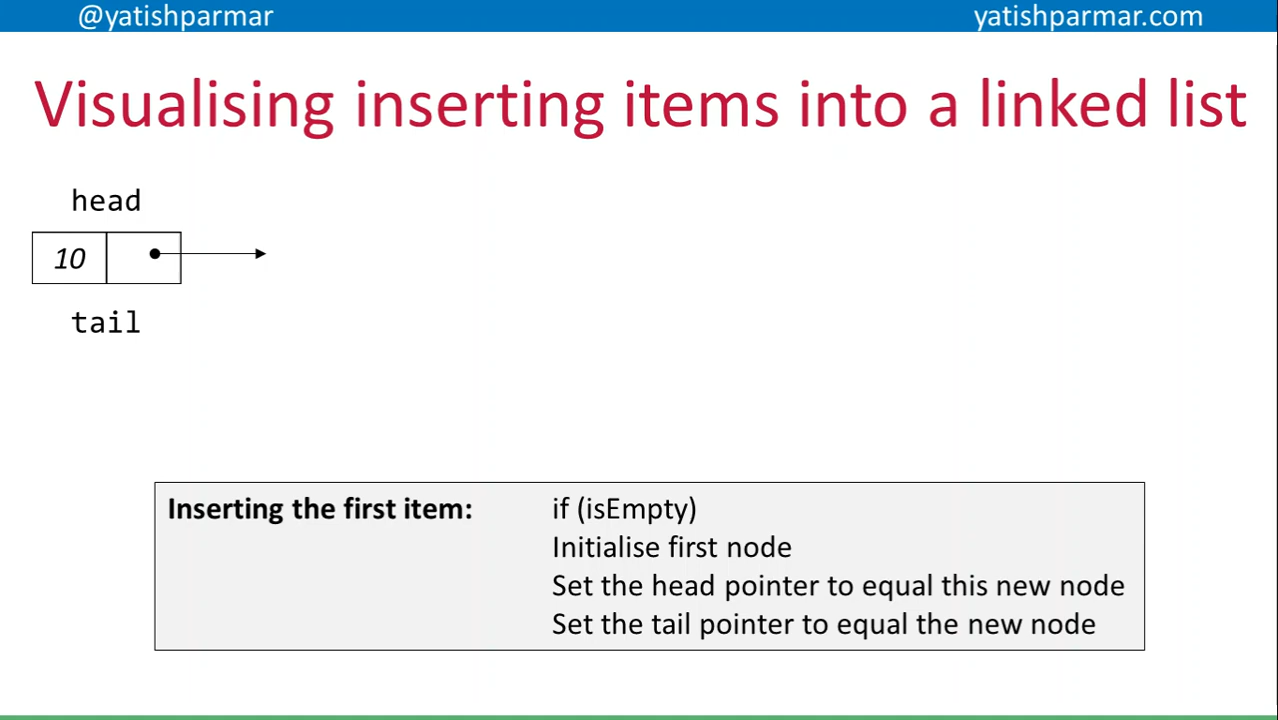 @yatishparmar
yatishparmar.com
Visualising inserting items into a linked list
head
10
tail
Inserting the first item: if (isEmpty)
Initialise first node
Set the head pointer to equal this new node
Set the tail pointer to equal the new node